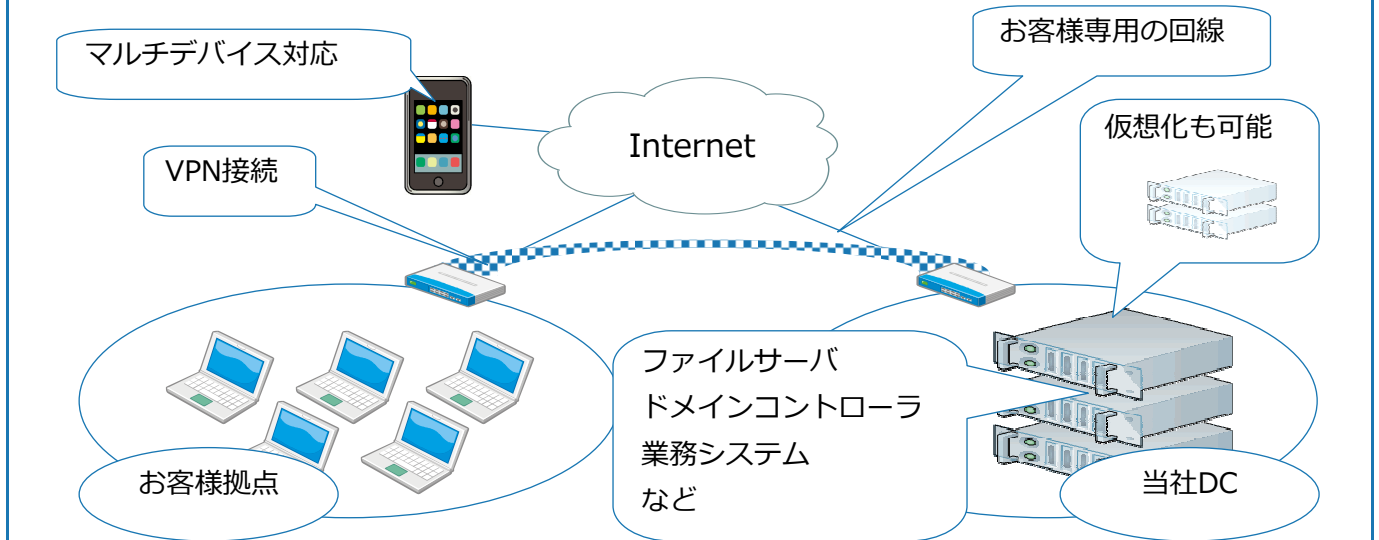 マルチデバイス対応
お客様専用の回線
Internet
仮想化も可能
VPN接続
ファイルサーバ
ドメインコントローラ
業務システム
など
お客様拠点
当社DC